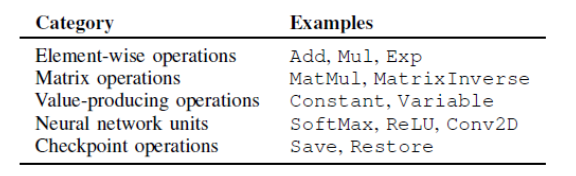 Category Examples
Element-wise operations Add, Mul, Exp
Matrix operations MatMul, MatrixInverse
Value-producing operations Constant, Variable
Neural network units SoftMax, ReLU, Conv2D
Checkpoint operations Save, Restore